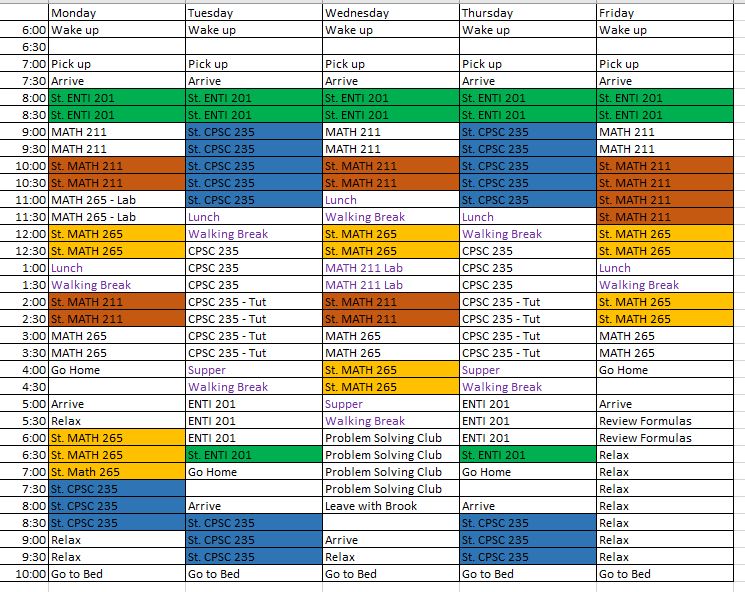 Monday Tuesday Wednesday Thursday Friday
6:00 Wake up Wake up Wake up Wake up Wake up
6:30
7:00 Pick up Pick up Pick up Pick up Pick up
7:30 Arrive Arrive Arrive Arrive Arrive
8:00 St. ENTI 201 St. ENTI 201 St. ENTI 201 St. ENTI 201 St. ENTI 201
8:30 St. ENTI 201 St. ENTI 201 St. ENTI 201 St. ENTI 201 St. ENTI 201
9:00 MATH 211 St. CPSC 235 MATH 211 St. CPSC 235 MATH 211
9:30 MATH 211 St. CPSC 235 MATH 211 St. CPSC 235 MATH 211
10:00 St. MATH 211 St. CPSC 235 St. MATH 211 St. CPSC 235 St. MATH 211
10:30 St. MATH 211 St. CPSC 235 St. MATH 211 St. CPSC 235 St. MATH 211
11:00 MATH 265 - Lab St. CPSC 235 Lunch St. CPSC 235 St. MATH 211
11:30 MATH 265 - Lab Lunch Walking Break Lunch St. MATH 211
12:00 St. MATH 265 Walking Break St. MATH 265 Walking Break St. MATH 265
12:30 St. MATH 265 CPSC 235 St. MATH 265 CPSC 235 St. MATH 265
1:00 Lunch CPSC 235 MATH 211 Lab CPSC 235 Lunch
1:30 Walking Break CPSC 235 MATH 211 Lab CPSC 235 Walking Break
2:00 St. MATH 211 CPSC 235 - Tut St. MATH 211 CPSC 235 - Tut St. MATH 265
2:30 St. MATH 211 CPSC 235 - Tut St. MATH 211 CPSC 235 - Tut St. MATH 265
3:00 MATH 265 CPSC 235 - Tut MATH 265 CPSC 235 - Tut MATH 265
3:30 MATH 265 CPSC 235 - Tut MATH 265 CPSC 235 - Tut MATH 265
4:00 Go Home Supper St. MATH 265 Supper Go Home
4:30 Walking Break St. MATH 265 Walking Break
5:00 Arrive ENTI 201 Supper ENTI 201 Arrive
5:30 Relax ENTI 201 Walking Break ENTI 201 Review Formulas
6:00 St. MATH 265 ENTI 201 Problem Solving Club ENTI 201 Review Formulas
6:30 St. MATH 265 St. ENTI 201 Problem Solving Club St. ENTI 201 Relax
7:00 St. Math 265 Go Home Problem Solving Club Go Home Relax
7:30 St. CPSC 235 Problem Solving Club Relax
8:00 St. CPSC 235 Arrive Leave with Brook Arrive Relax
8:30 St. CPSC 235 St. CPSC 235 St. CPSC 235 Relax
9:00 Relax St. CPSC 235 Arrive St. CPSC 235 Relax
9:30 Relax St. CPSC 235 Relax St. CPSC 235 Relax
10:00 Go to Bed Go to Bed Go to Bed Go to Bed Go to Bed